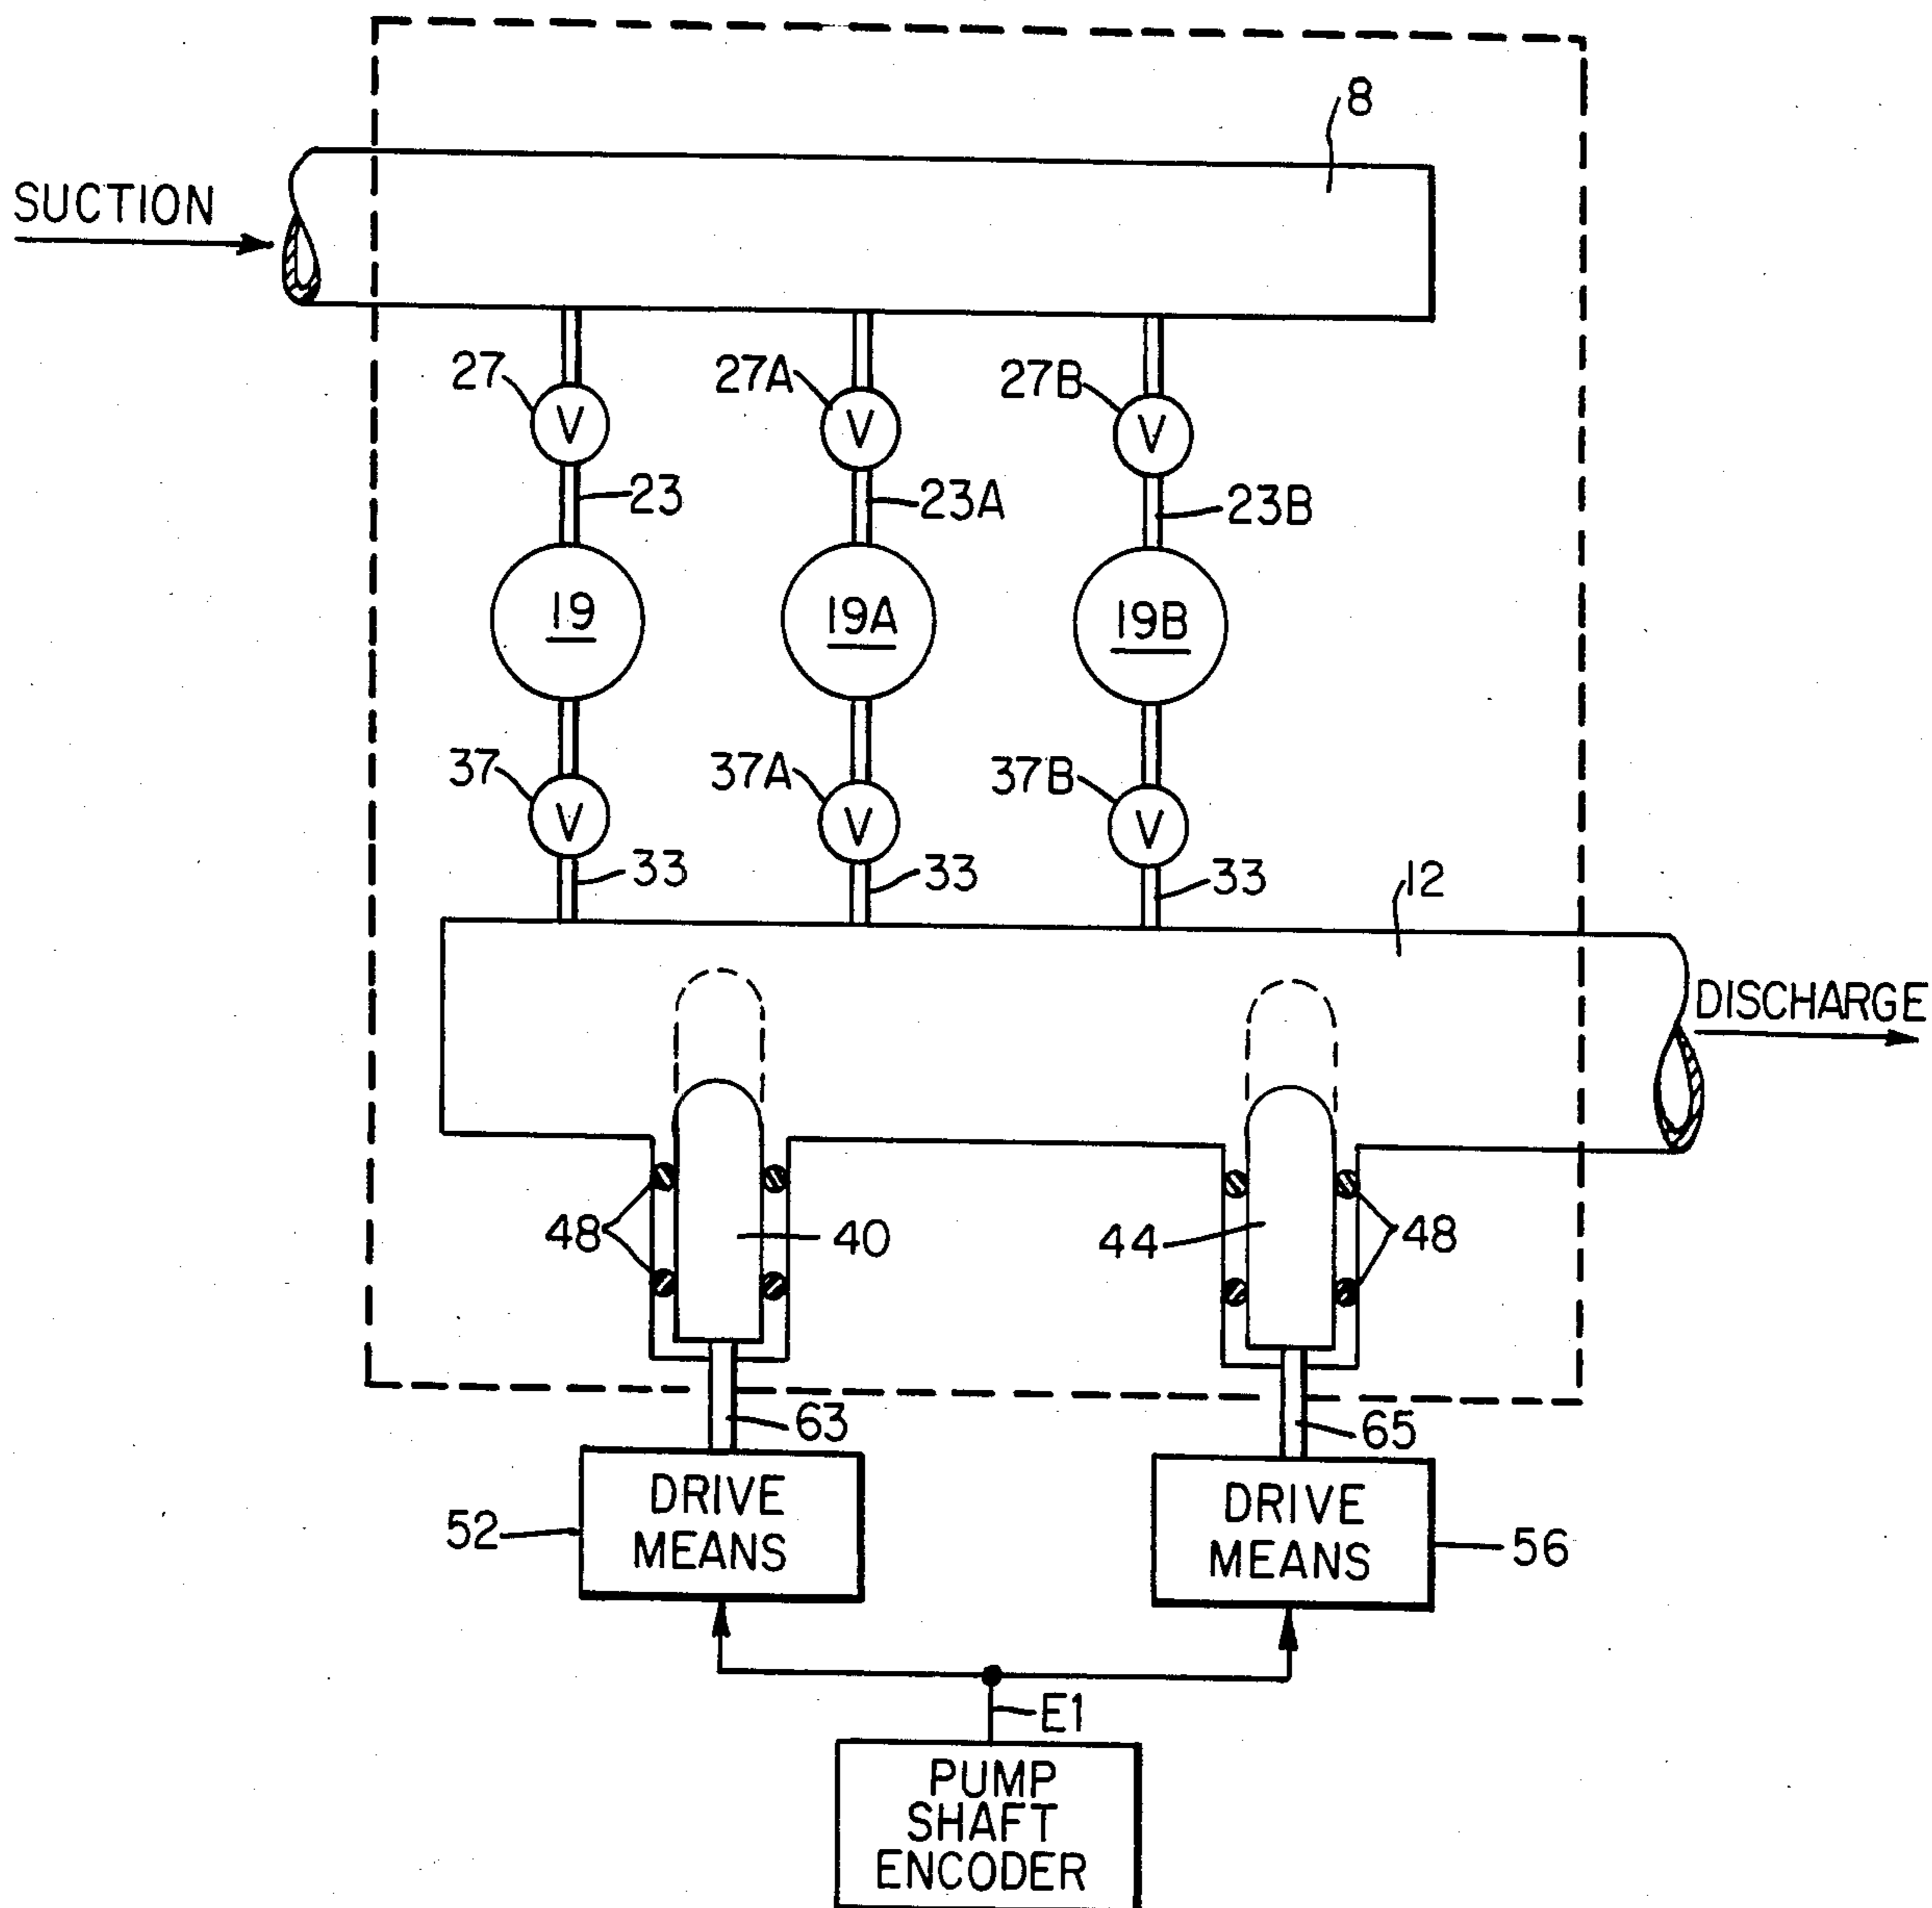 8
SUCTION
27
27A
27B
V
V
V
23
23A
23B
19
19A
19B
37
37A
37B
V
V
V
33
33
33
12
DISCHARGE
48
40
44
48
63
65
52
DRIVE
MEANS
DRIVE
MEANS
56
E1
PUMP
SHAFT
ENCODER